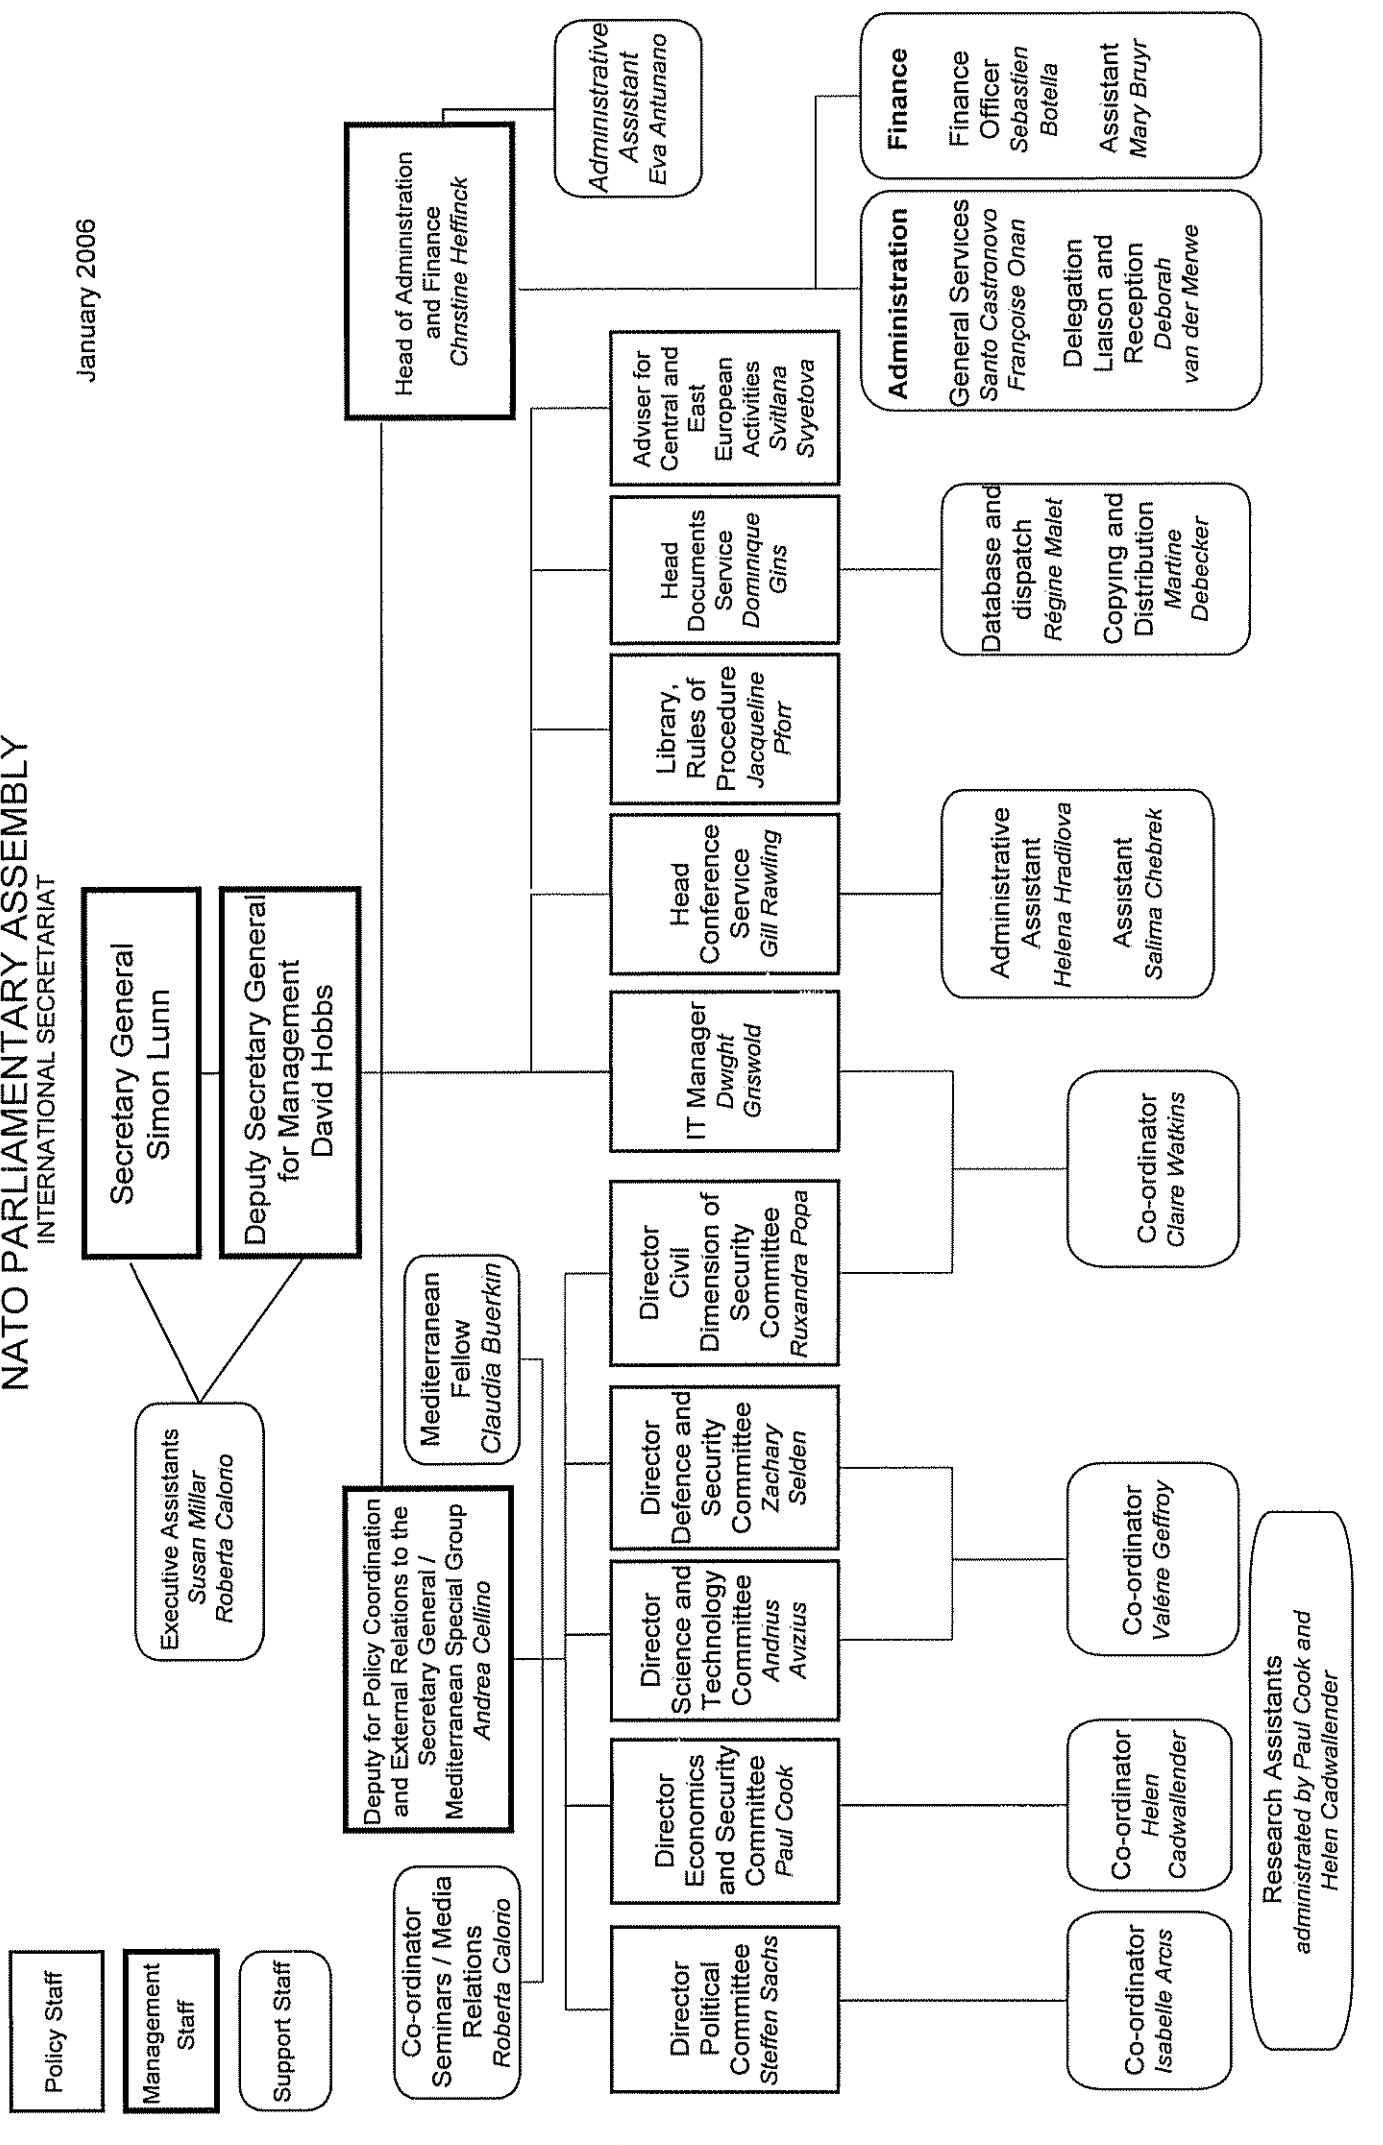 NATO PARLIAMENTARY ASSEMBLY
INTERNATIONAL SECRETARIAT
January 2006
Policy Staff
Management
Staff
Support Staff
Secretary General
Simon Lunn
Deputy Secretary General
for Management
David Hobbs
Executive Assistants
Susan Millar
Roberta Calorio
Deputy for Policy Coordination
and External Relations to the
Secretary General /
Mediterranean Special Group
Andrea Cellino
Head of Administration
and Finance
Christine Heffinck
Administrative
Assistant
Eva Antunano
Co-ordinator
Seminars / Media
Relations
Roberta Calorio
Mediterranean
Fellow
Claudia Buerkin
Director
Political
Committee
Steffen Sachs
Director
Economics
and Security
Committee
Paul Cook
Director
Science and
Technology
Committee
Andrius
Avizius
Director
Defence and
Security
Committee
Zachary
Selden
Director
Civil
Dimension of
Security
Committee
Ruxandra Popa
IT Manager
Dwight
Griswold
Head
Conference
Service
Gill Rawling
Library,
Rules of
Procedure
Jacqueline
Pforr
Head
Documents
Service
Dominique
Gins
Adviser for
Central and
East
European
Activities
Svitlana
Svyetova
Administration
General Services
Santo Castronovo
Françoise Onan
Delegation
Liaison and
Reception
Deborah
van der Merwe
Finance
Finance
Officer
Sebastien
Botella
Assistant
Mary Bruyr
Co-ordinator
Isabelle Arcis
Co-ordinator
Helen
Cadwallender
Co-ordinator
Valérie Geffroy
Co-ordinator
Claire Watkins
Administrative
Assistant
Helena Hradilova
Assistant
Salima Chebrek
Database and
dispatch
Régine Malet
Copying and
Distribution
Martine
Debecker
Research Assistants
administrated by Paul Cook and
Helen Cadwallender